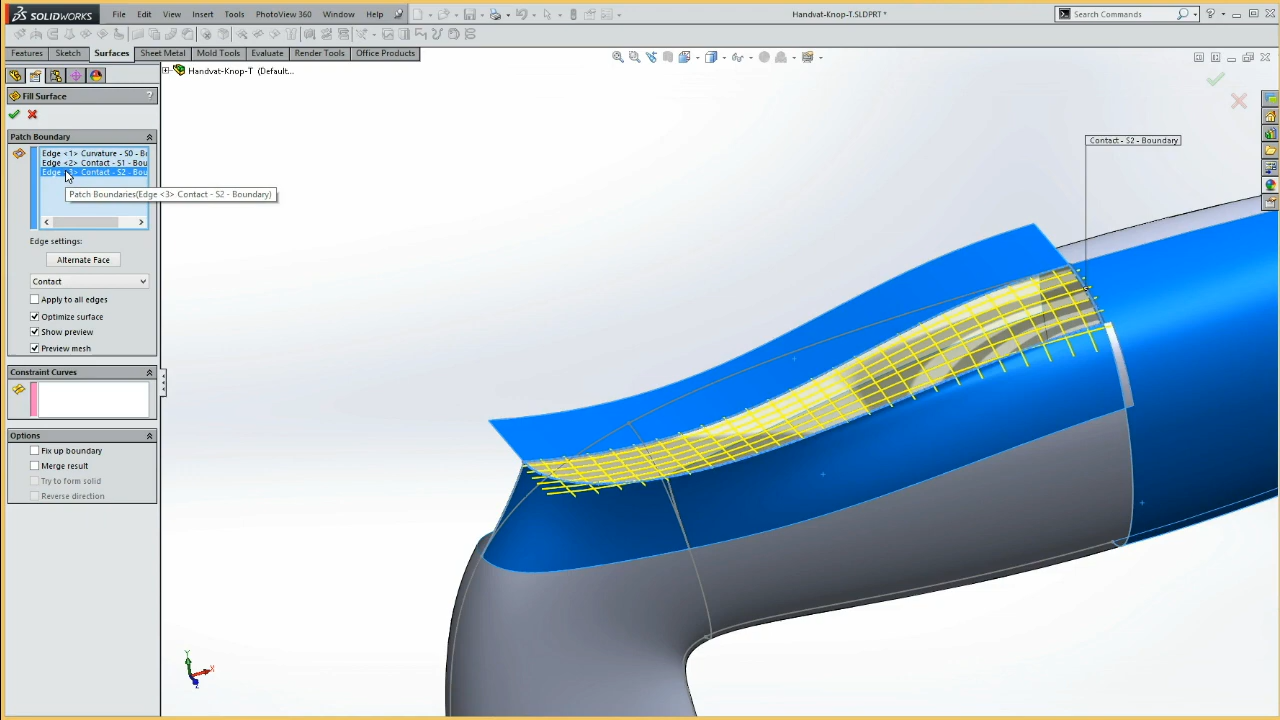 SOLIDWORKS File Edit View Insert Tools PhotoView 360 Window Help Handvat-Knop-T.SLDPRT * Search Commands
Features Sketch Surfaces Sheet Metal Mold Tools Evaluate Render Tools Office Products
Handvat-Knop-T (Default...
Fill Surface ?
Patch Boundary
Edge <1> Curvature - S0 - B
Edge <2> Contact - S1 - Bou
Edge <3> Contact - S2 - Bou
Patch Boundaries(Edge <3> Contact - S2 - Boundary)
Edge settings:
Alternate Face
Contact
Apply to all edges
Optimize surface
Show preview
Preview mesh
Constraint Curves
Options
Fix up boundary
Merge result
Try to form solid
Reverse direction
Contact - S2 - Boundary
Y
X
Z